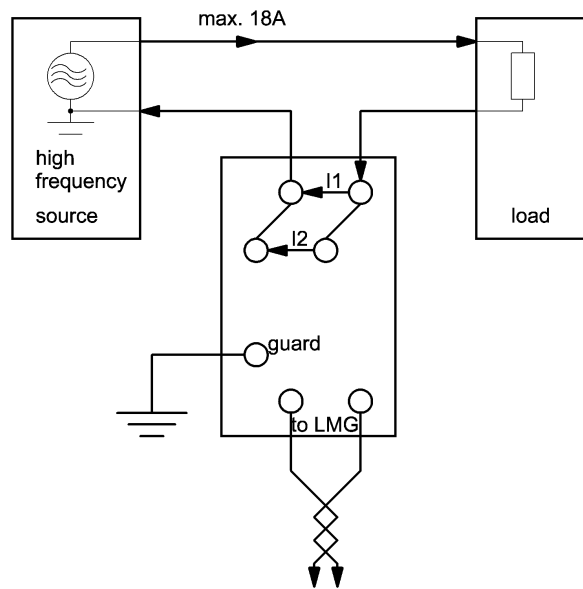 max. 18A
high
frequency
source
load
I1
I2
guard
to LMG